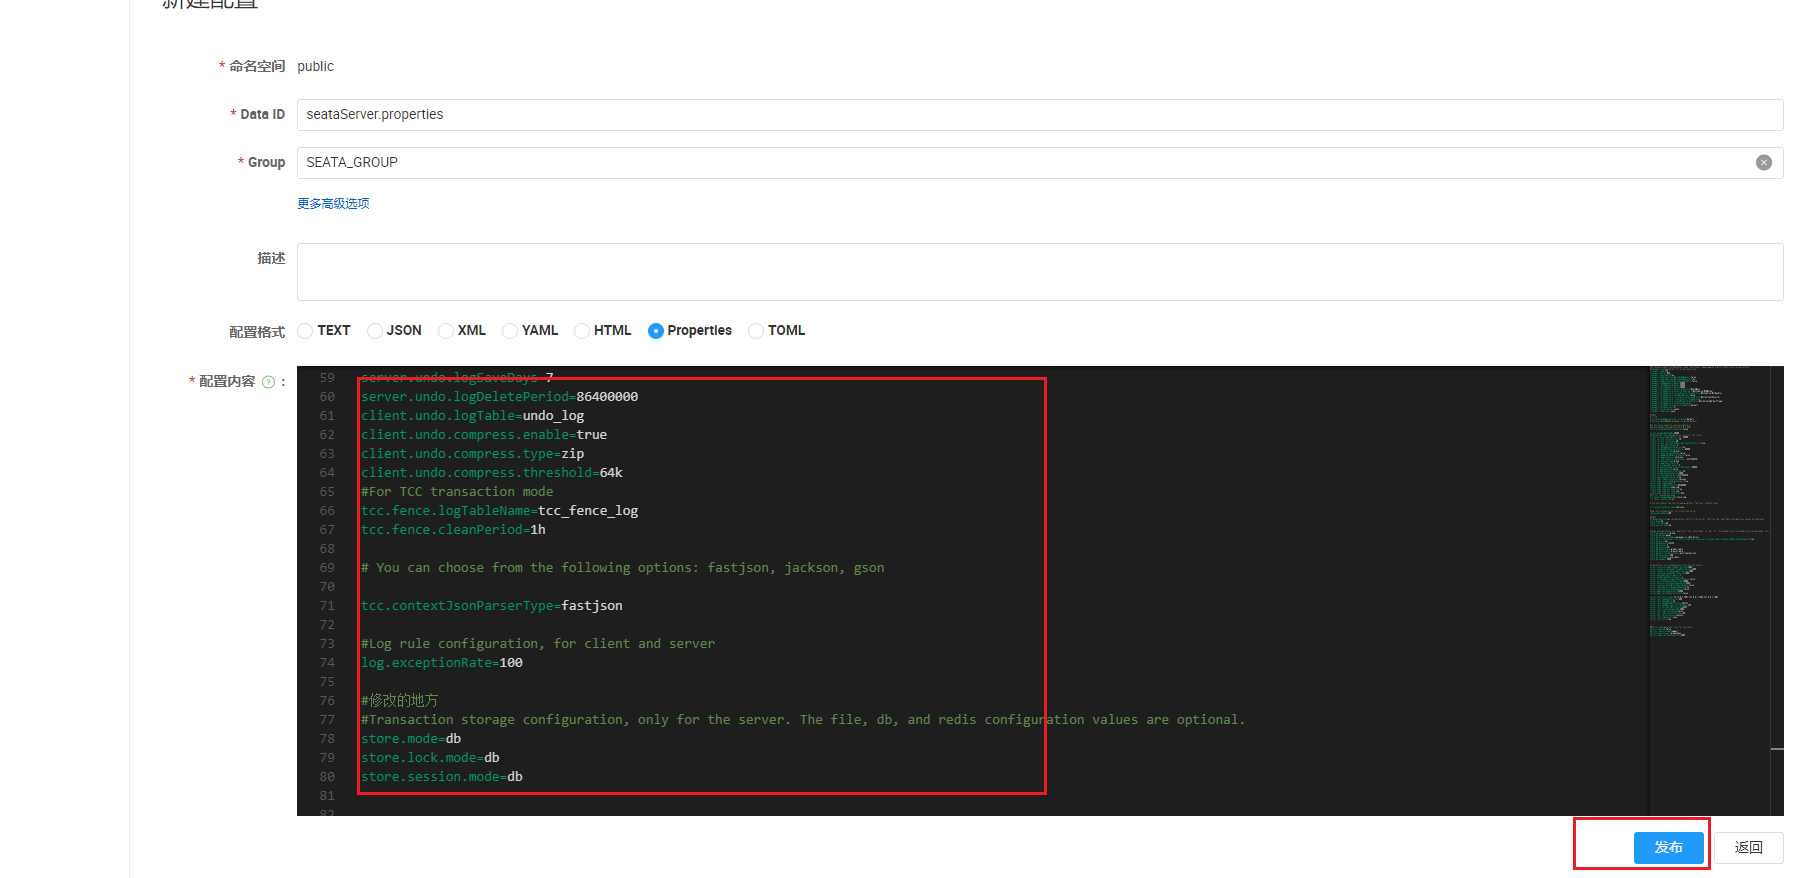 新建配置
* 命名空间 public
* Data ID seataServer.properties
* Group SEATA_GROUP
更多高级选项
描述
配置格式 TEXT JSON XML YAML HTML Properties TOML
* 配置内容 ? :
59 server.undo.logSaveDays=7
60 server.undo.logDeletePeriod=86400000
61 client.undo.logTable=undo_log
62 client.undo.compress.enable=true
63 client.undo.compress.type=zip
64 client.undo.compress.threshold=64k
65 #For TCC transaction mode
66 tcc.fence.logTableName=tcc_fence_log
67 tcc.fence.cleanPeriod=1h
68
69 # You can choose from the following options: fastjson, jackson, gson
70
71 tcc.contextJsonParserType=fastjson
72
73 #Log rule configuration, for client and server
74 log.exceptionRate=100
75
76 #修改的地方
77 #Transaction storage configuration, only for the server. The file, db, and redis configuration values are optional.
78 store.mode=db
79 store.lock.mode=db
80 store.session.mode=db
81
82
发布 返回